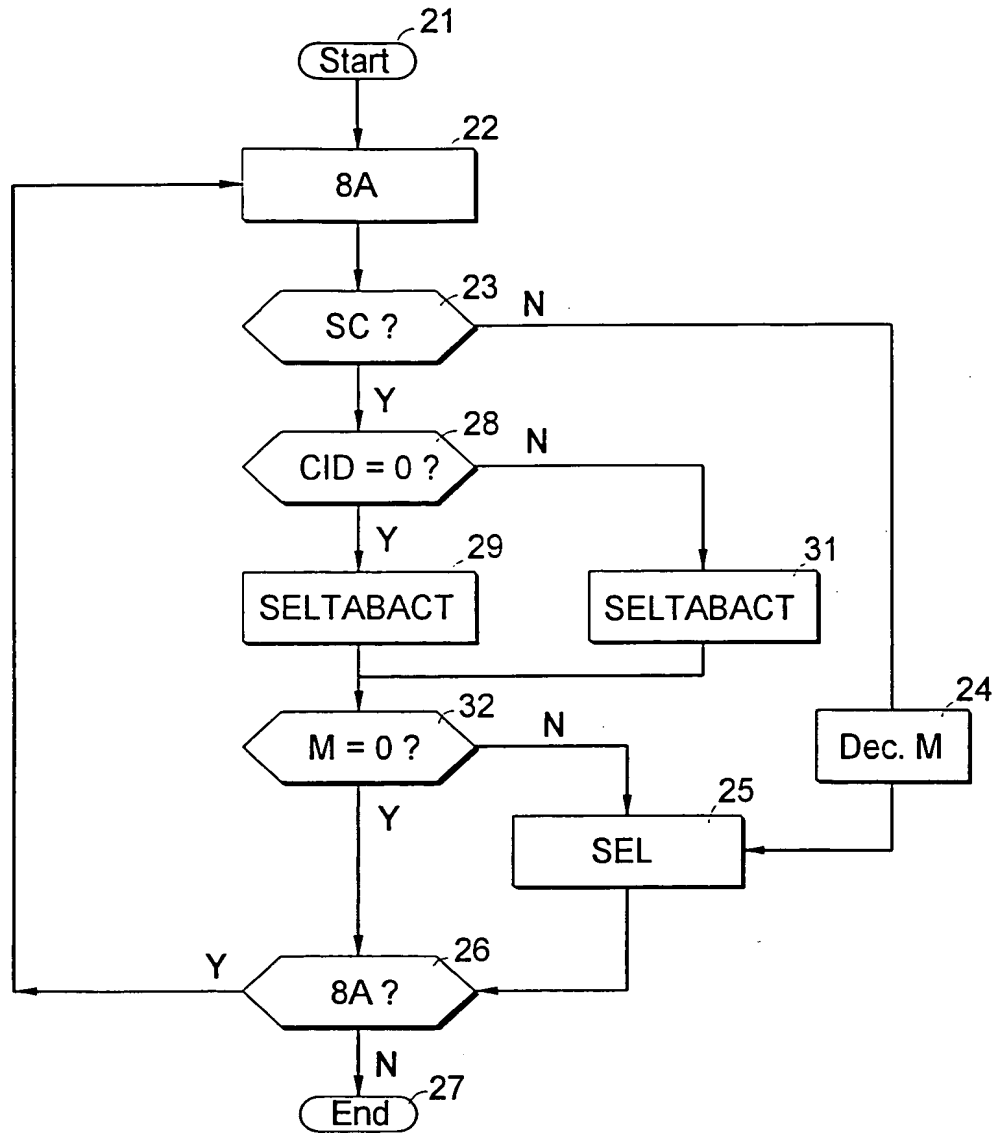 21
Start
22
8A
23
SC ?
N
Y
28
CID = 0 ?
N
Y
29
SELTABACT
31
SELTABACT
32
M = 0 ?
N
Y
24
Dec. M
25
SEL
26
8A ?
Y
N
27
End